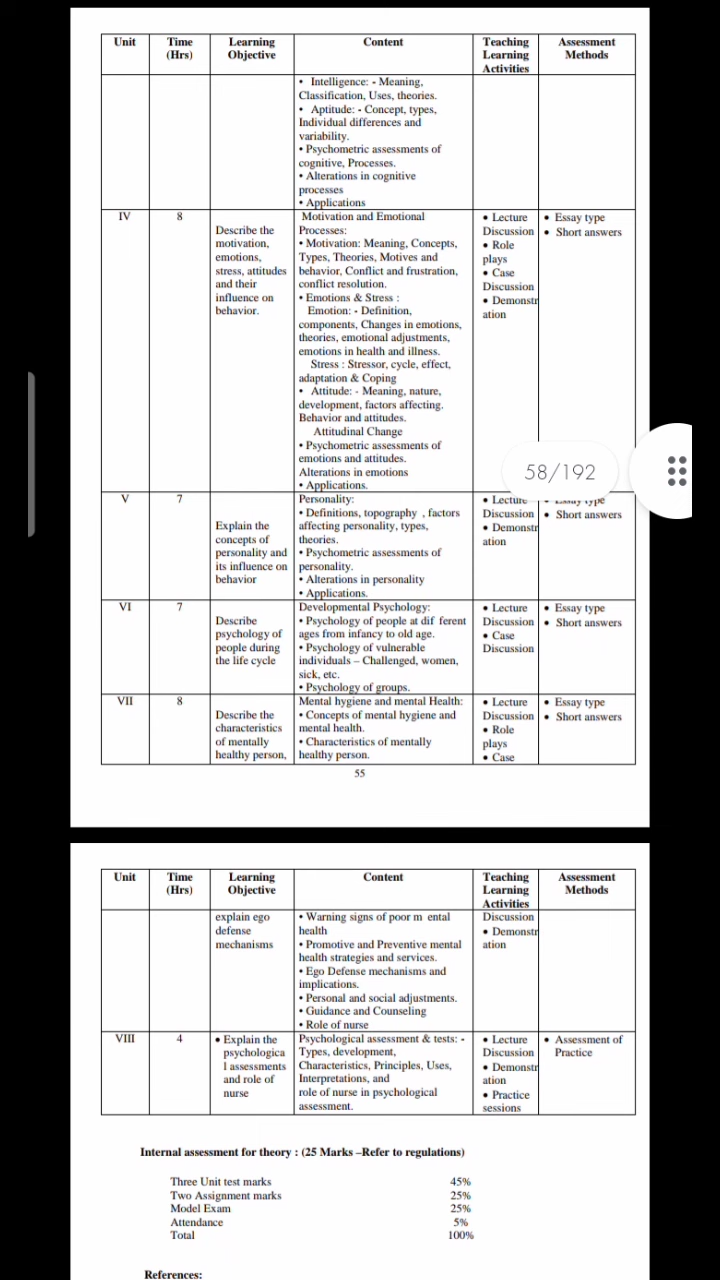 Unit Time (Hrs) Learning Objective Content Teaching Learning Activities Assessment Methods
• Intelligence: - Meaning,
Classification, Uses, theories.
• Aptitude: - Concept, types,
Individual differences and
variability.
• Psychometric assessments of
cognitive, Processes.
• Alterations in cognitive
processes
• Applications
IV
8
Describe the
motivation,
emotions,
stress, attitudes
and their
influence on
behavior.
Motivation and Emotional
Processes:
• Motivation: Meaning, Concepts,
Types, Theories, Motives and
behavior, Conflict and frustration,
conflict resolution.
• Emotions & Stress :
Emotion: - Definition,
components, Changes in emotions,
theories, emotional adjustments,
emotions in health and illness.
Stress : Stressor, cycle, effect,
adaptation & Coping
• Attitude: - Meaning, nature,
development, factors affecting.
Behavior and attitudes.
Attitudinal Change
• Psychometric assessments of
emotions and attitudes.
Alterations in emotions
• Applications.
• Lecture
Discussion
• Role
plays
• Case
Discussion
• Demonstr
ation
• Essay type
• Short answers
58/192
V
7
Explain the
concepts of
personality and
its influence on
behavior
Personality:
• Definitions, topography , factors
affecting personality, types,
theories.
• Psychometric assessments of
personality.
• Alterations in personality
• Applications.
• Lecture
Discussion
• Demonstr
ation
• Essay type
• Short answers
VI
7
Describe
psychology of
people during
the life cycle
Developmental Psychology:
• Psychology of people at dif ferent
ages from infancy to old age.
• Psychology of vulnerable
individuals – Challenged, women,
sick, etc.
• Psychology of groups.
• Lecture
Discussion
• Case
Discussion
• Essay type
• Short answers
VII
8
Describe the
characteristics
of mentally
healthy person,
Mental hygiene and mental Health:
• Concepts of mental hygiene and
mental health.
• Characteristics of mentally
healthy person.
• Lecture
Discussion
• Role
plays
• Case
• Essay type
• Short answers
55
Unit Time (Hrs) Learning Objective Content Teaching Learning Activities Assessment Methods
explain ego
defense
mechanisms
• Warning signs of poor m ental
health
• Promotive and Preventive mental
health strategies and services.
• Ego Defense mechanisms and
implications.
• Personal and social adjustments.
• Guidance and Counseling
• Role of nurse
Discussion
• Demonstr
ation
VIII
4
• Explain the
psychologica
l assessments
and role of
nurse
Psychological assessment & tests: -
Types, development,
Characteristics, Principles, Uses,
Interpretations, and
role of nurse in psychological
assessment.
• Lecture
Discussion
• Demonstr
ation
• Practice
sessions
• Assessment of
Practice
Internal assessment for theory : (25 Marks –Refer to regulations)
Three Unit test marks 45%
Two Assignment marks 25%
Model Exam 25%
Attendance 5%
Total 100%
References: